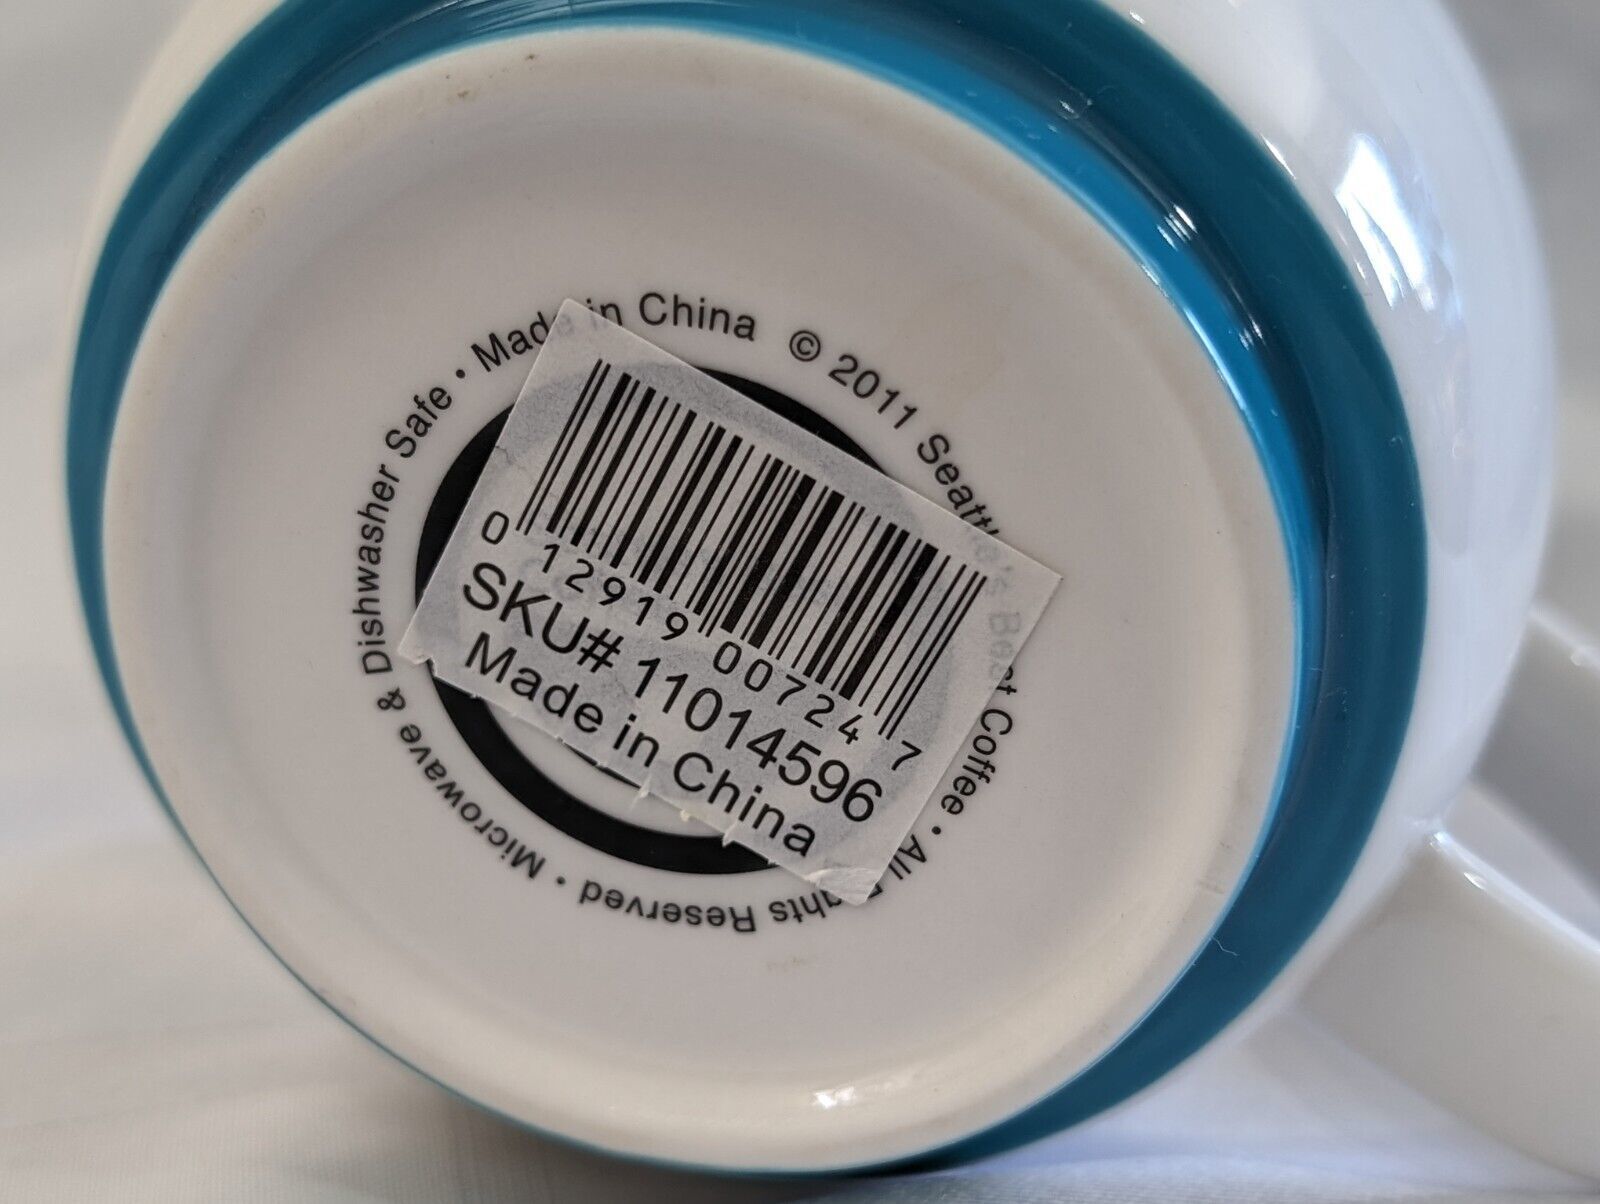 © 2011 Seattle's Best Coffee • All Rights Reserved • Microwave & Dishwasher Safe • Made in China
0 12919 00724 7
SKU# 11014596
Made in China